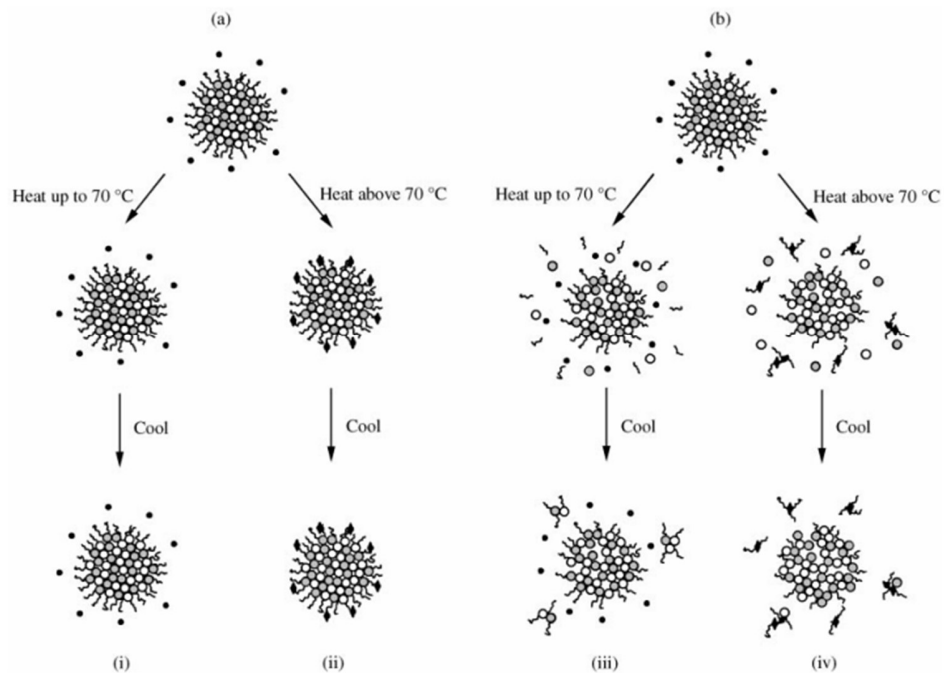 (a) (b)
Heat up to 70 °C Heat above 70 °C Heat up to 70 °C Heat above 70 °C
Cool Cool Cool Cool
(i) (ii) (iii) (iv)